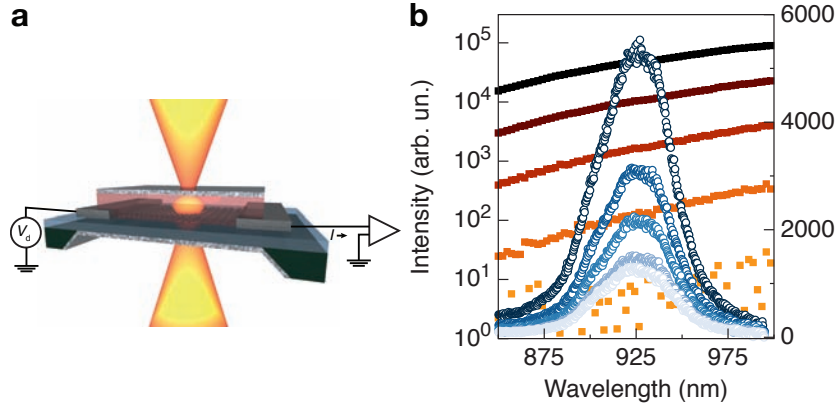 a
V_d
I →
b
Intensity (arb. un.)
10^5
10^4
10^3
10^2
10^1
10^0
6000
4000
2000
0
875 925 975
Wavelength (nm)